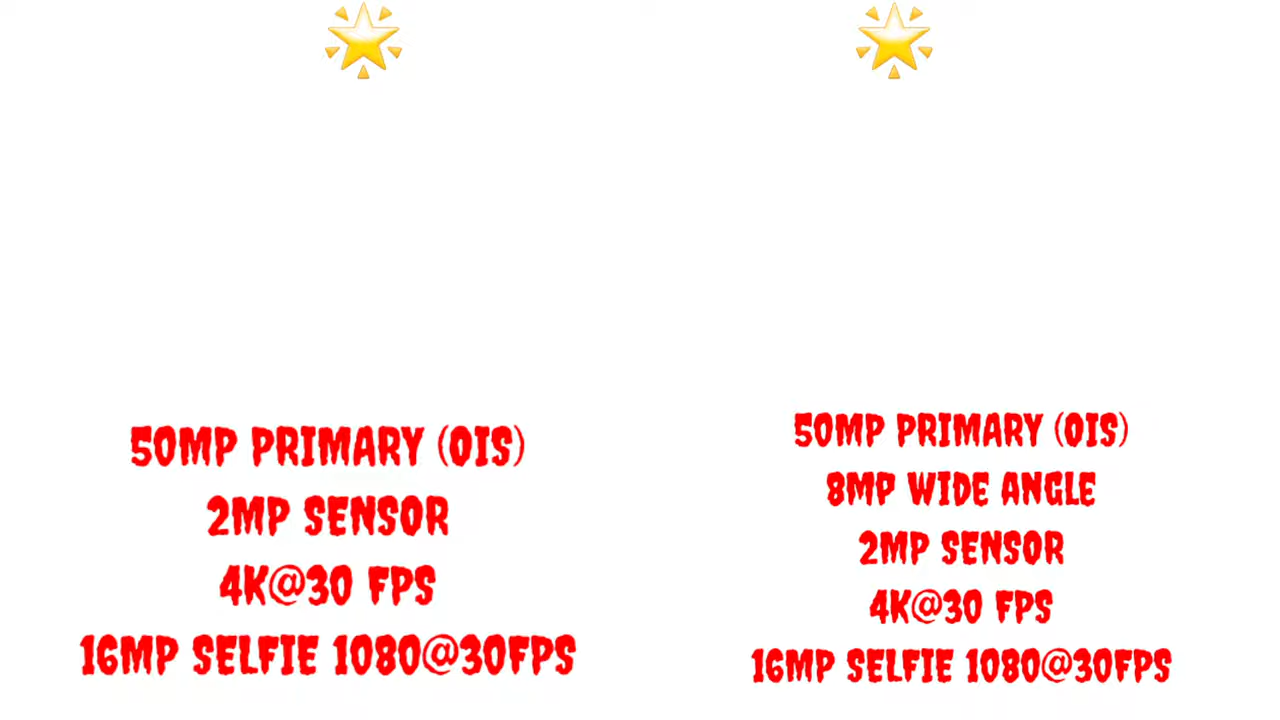 50MP PRIMARY (OIS)
2MP SENSOR
4K@30 FPS
16MP SELFIE 1080@30FPS
50MP PRIMARY (OIS)
8MP WIDE ANGLE
2MP SENSOR
4K@30 FPS
16MP SELFIE 1080@30FPS